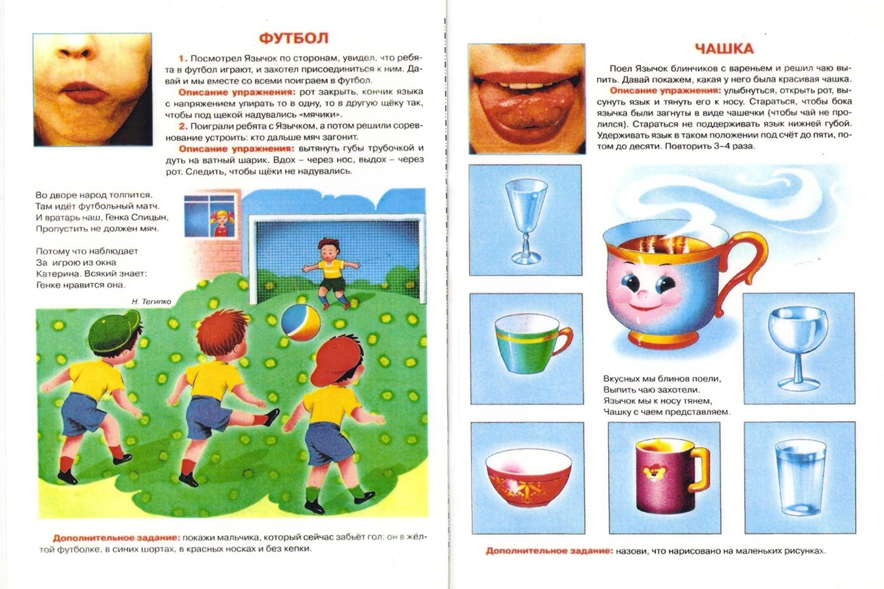 ФУТБОЛ
1. Посмотрел Язычок по сторонам, увидел, что ребя-
та в футбол играют, и захотел присоединиться к ним. Да-
вай и мы вместе со всеми поиграем в футбол.
Описание упражнения: рот закрыть, кончик языка
с напряжением упирать то в одну, то в другую щёку так,
чтобы под щекой надувались «мячики».
2. Поиграли ребята с Язычком, а потом решили сорев-
нование устроить: кто дальше мяч загонит.
Описание упражнения: вытянуть губы трубочкой и
дуть на ватный шарик. Вдох – через нос, выдох – через
рот. Следить, чтобы щёки не надувались.
Во дворе народ толпится.
Там идёт футбольный матч.
И вратарь наш, Генка Спицын,
Пропустить не должен мяч.
Потому что наблюдает
За игрою из окна
Катерина. Всякий знает:
Генке нравится она.
Н. Тегипко
Дополнительное задание: покажи мальчика, который сейчас забьёт гол: он в жёл-
той футболке, в синих шортах, в красных носках и без кепки.
ЧАШКА
Поел Язычок блинчиков с вареньем и решил чаю вы-
пить. Давай покажем, какая у него была красивая чашка.
Описание упражнения: улыбнуться, открыть рот, вы-
сунуть язык и тянуть его к носу. Стараться, чтобы бока
язычка были загнуты в виде чашечки (чтобы чай не про-
лился). Стараться не поддерживать язык нижней губой.
Удерживать язык в таком положении под счёт до пяти, по-
том до десяти. Повторить 3–4 раза.
Вкусных мы блинов поели,
Выпить чаю захотели.
Язычок мы к носу тянем,
Чашку с чаем представляем.
Дополнительное задание: назови, что нарисовано на маленьких рисунках.